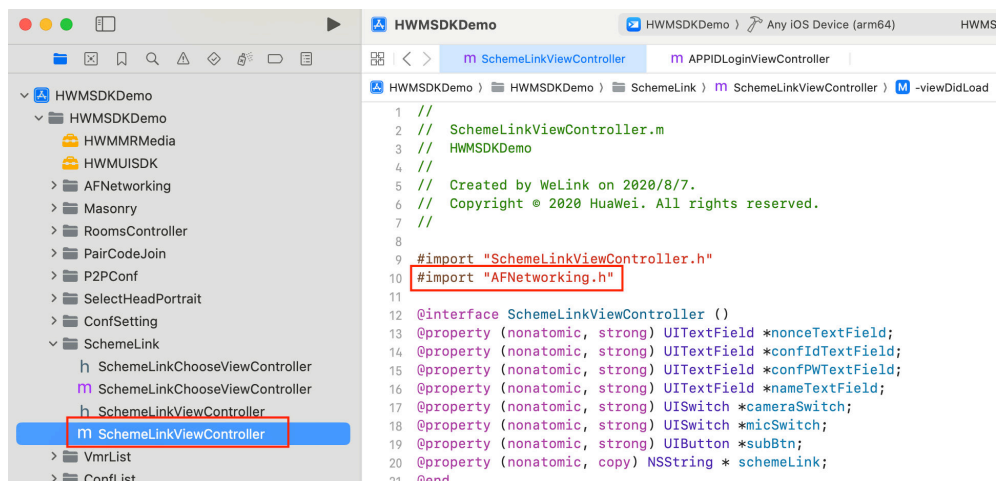 HWMSDKDemo
HWMSDKDemo 〉 Any iOS Device (arm64)
HWMS
SchemeLinkViewController
APPIDLoginViewController
HWMSDKDemo 〉 HWMSDKDemo 〉 SchemeLink 〉 m SchemeLinkViewController 〉 M -viewDidLoad
HWMSDKDemo
HWMSDKDemo
HWMMRMedia
HWMUISDK
AFNetworking
Masonry
RoomsController
PairCodeJoin
P2PConf
SelectHeadPortrait
ConfSetting
SchemeLink
h SchemeLinkChooseViewController
m SchemeLinkChooseViewController
h SchemeLinkViewController
m SchemeLinkViewController
VmrList
ConfList
1 //
2 //  SchemeLinkViewController.m
3 //  HWMSDKDemo
4 //
5 //  Created by WeLink on 2020/8/7.
6 //  Copyright © 2020 HuaWei. All rights reserved.
7 //
8
9 #import "SchemeLinkViewController.h"
10 #import "AFNetworking.h"
11
12 @interface SchemeLinkViewController ()
13 @property (nonatomic, strong) UITextField *nonceTextField;
14 @property (nonatomic, strong) UITextField *confIdTextField;
15 @property (nonatomic, strong) UITextField *confPWTextField;
16 @property (nonatomic, strong) UITextField *nameTextField;
17 @property (nonatomic, strong) UISwitch *cameraSwitch;
18 @property (nonatomic, strong) UISwitch *micSwitch;
19 @property (nonatomic, strong) UIButton *subBtn;
20 @property (nonatomic, copy) NSString * schemeLink;
21 @end